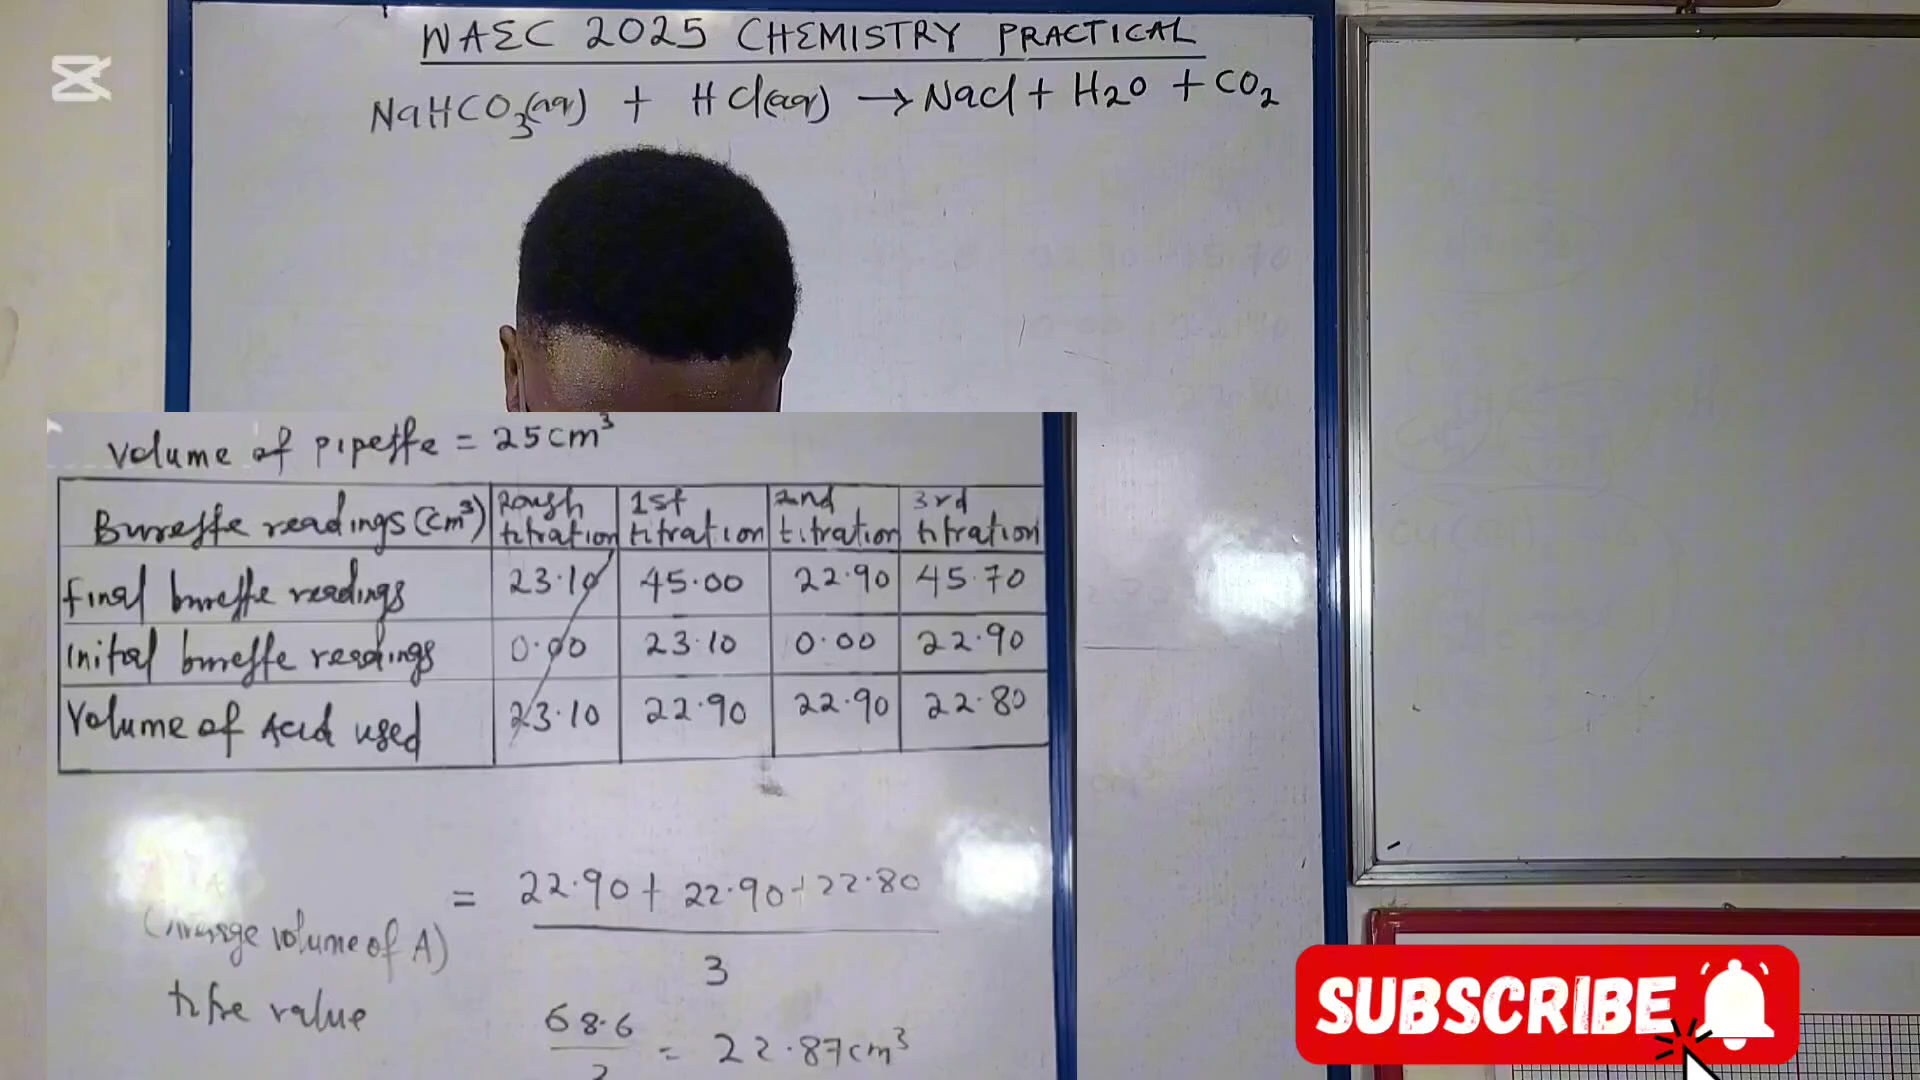 WAEC 2025 CHEMISTRY PRACTICAL
NaHCO3(aq) + HCl(aq) → NaCl + H2O + CO2
Volume of pipette = 25cm³
Burette readings (cm³) Rough titration 1st titration 2nd titration 3rd titration
Final burette readings 23.10 45.00 22.90 45.70
Inital burette readings 0.00 23.10 0.00 22.90
Volume of Acid used 23.10 22.90 22.90 22.80
(Average volume of A) = 22.90 + 22.90 + 22.80
3
titre value
68.6 = 22.87cm³
SUBSCRIBE